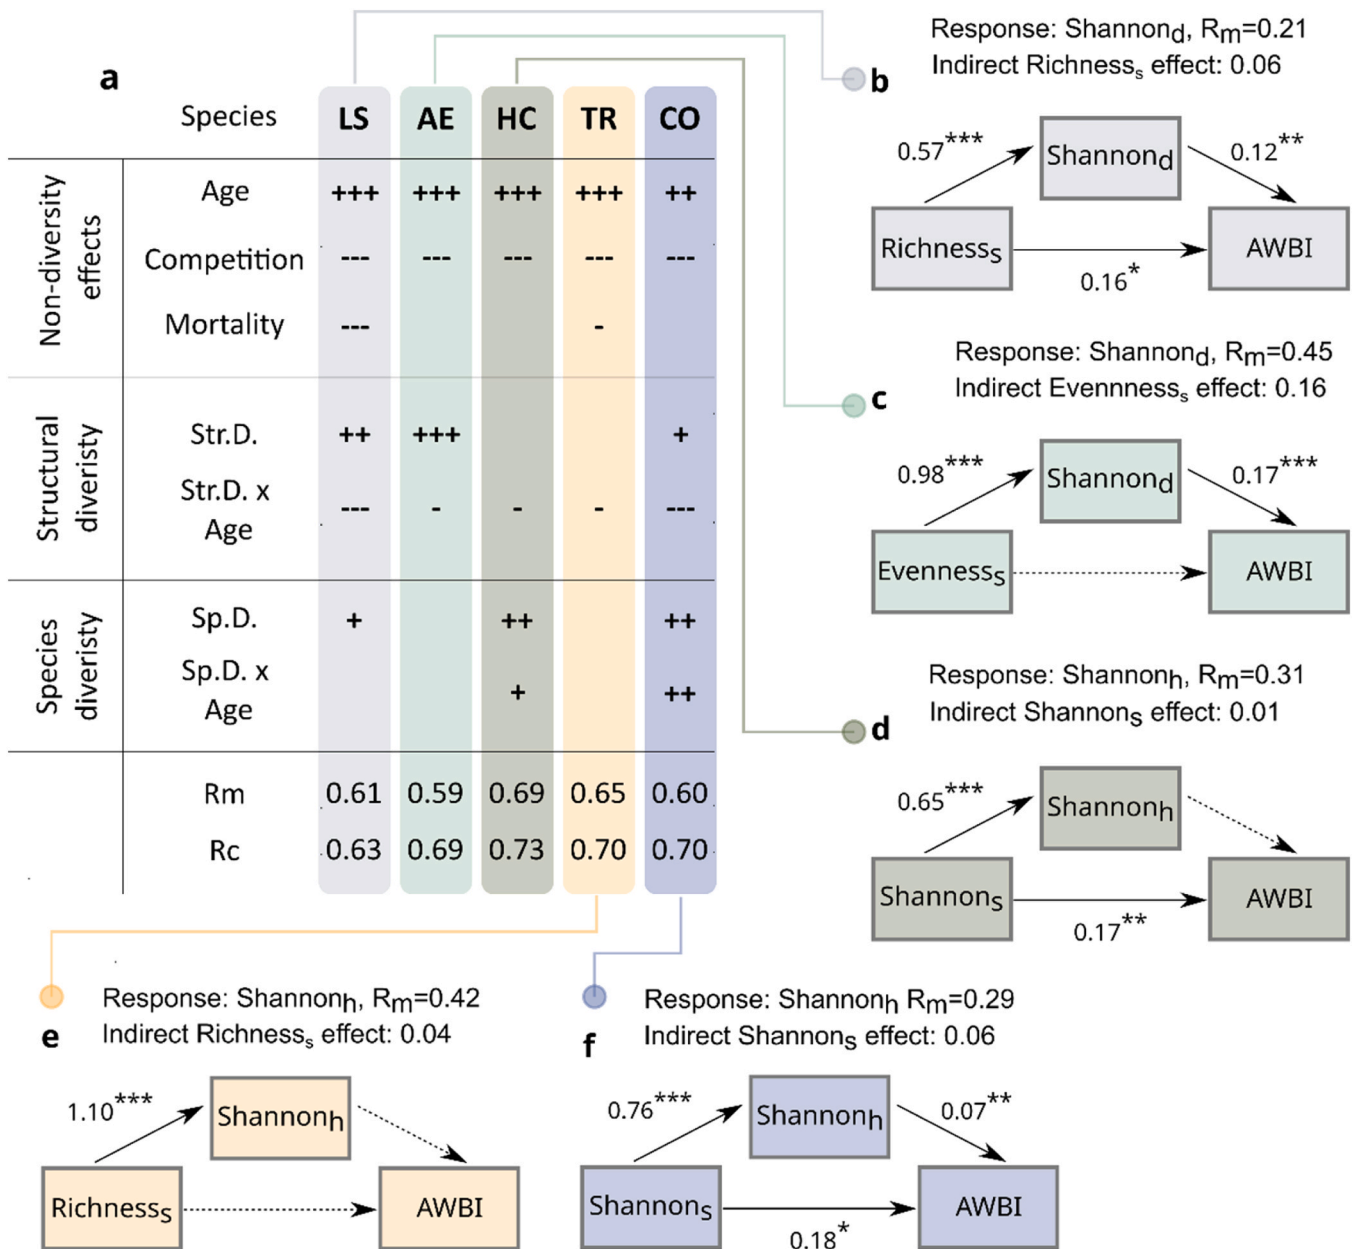 a
Species LS AE HC TR CO
Non-diversity effects
Age +++ +++ +++ +++ ++
Competition --- --- --- --- ---
Mortality --- -
Structural diveristy
Str.D. ++ +++ +
Str.D. x Age --- - - - ---
Species diveristy
Sp.D. + ++ ++
Sp.D. x Age + ++
Rm 0.61 0.59 0.69 0.65 0.60
Rc 0.63 0.69 0.73 0.70 0.70
b
Response: Shannond, Rm=0.21
Indirect Richnesss effect: 0.06
0.57***
Shannond
0.12**
Richnesss
AWBI
0.16*
c
Response: Shannond, Rm=0.45
Indirect Evennnesss effect: 0.16
0.98***
Shannond
0.17***
Evennesss
AWBI
d
Response: Shannonh, Rm=0.31
Indirect Shannons effect: 0.01
0.65***
Shannonh
Shannons
AWBI
0.17**
e
Response: Shannonh, Rm=0.42
Indirect Richnesss effect: 0.04
1.10***
Shannonh
Richnesss
AWBI
f
Response: Shannonh Rm=0.29
Indirect Shannons effect: 0.06
0.76***
Shannonh
0.07**
Shannons
AWBI
0.18*